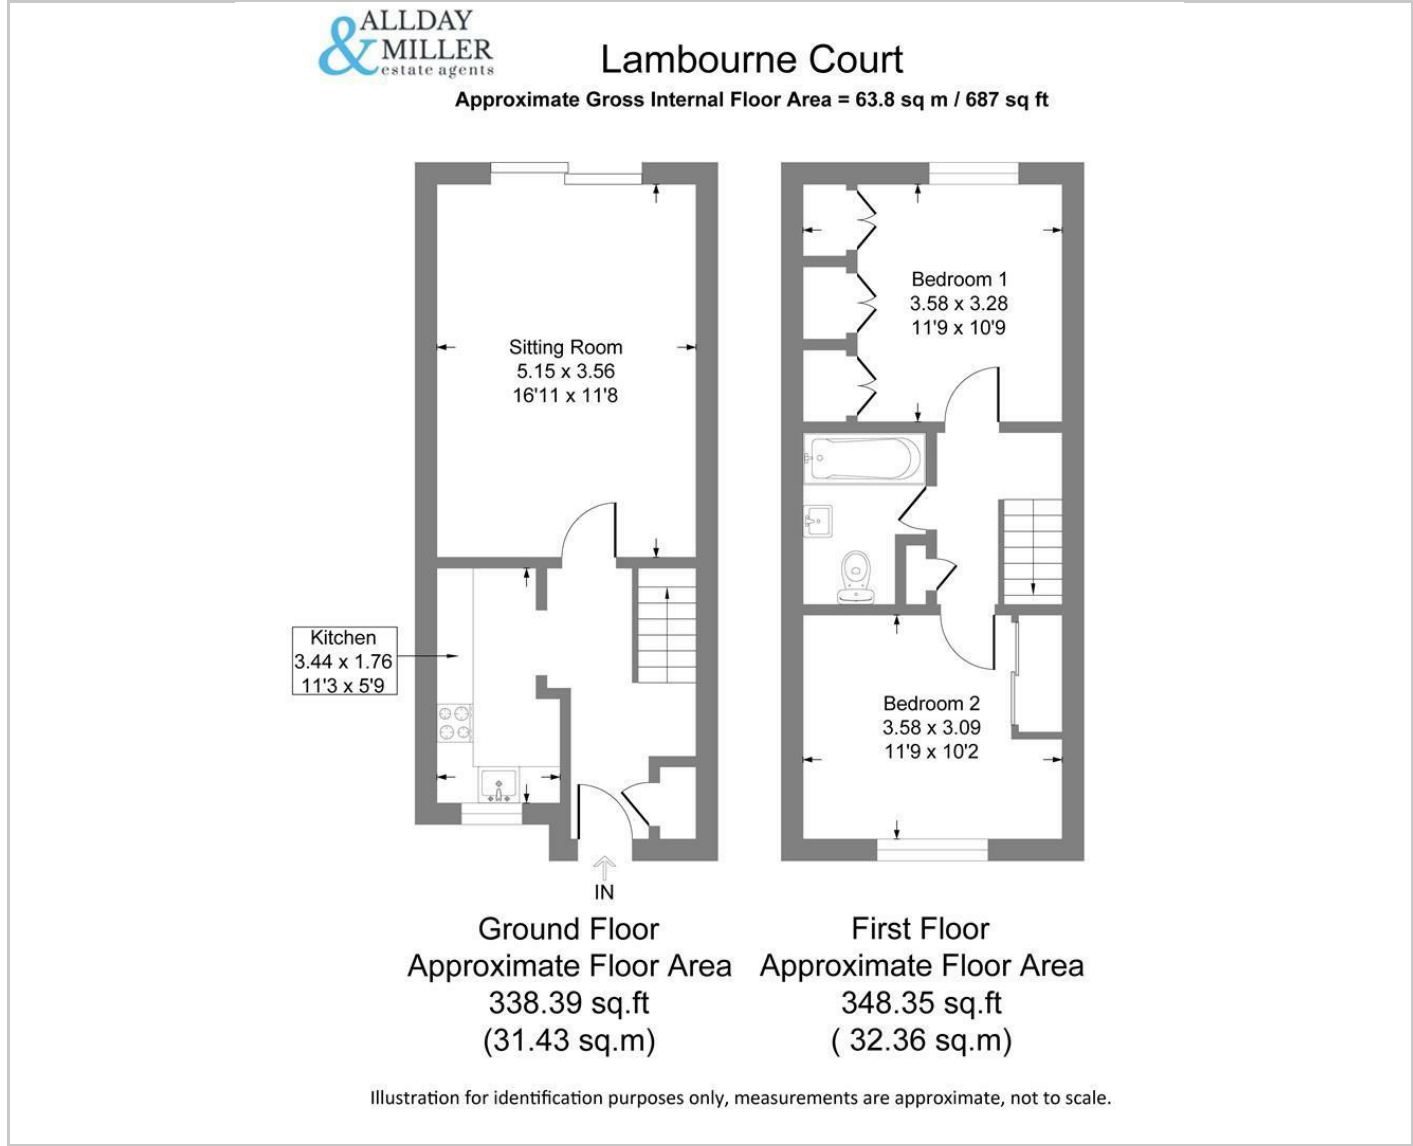 ALLDAY
& MILLER
estate agents
Lambourne Court
Approximate Gross Internal Floor Area = 63.8 sq m / 687 sq ft
Sitting Room
5.15 x 3.56
16'11 x 11'8
Kitchen
3.44 x 1.76
11'3 x 5'9
IN
Bedroom 1
3.58 x 3.28
11'9 x 10'9
Bedroom 2
3.58 x 3.09
11'9 x 10'2
Ground Floor
Approximate Floor Area
338.39 sq.ft
(31.43 sq.m)
First Floor
Approximate Floor Area
348.35 sq.ft
( 32.36 sq.m)
Illustration for identification purposes only, measurements are approximate, not to scale.